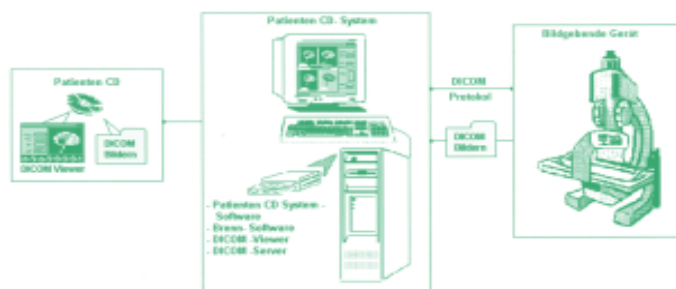 Patienten CD
DICOM
Bildern
DICOM Viewer
Patienten CD- System
- Patienten CD System -
Software
- Brenn- Software
- DICOM -Viewer
- DICOM -Server
DICOM
Protokol
DICOM
Bildern
Bildgebende Gerät